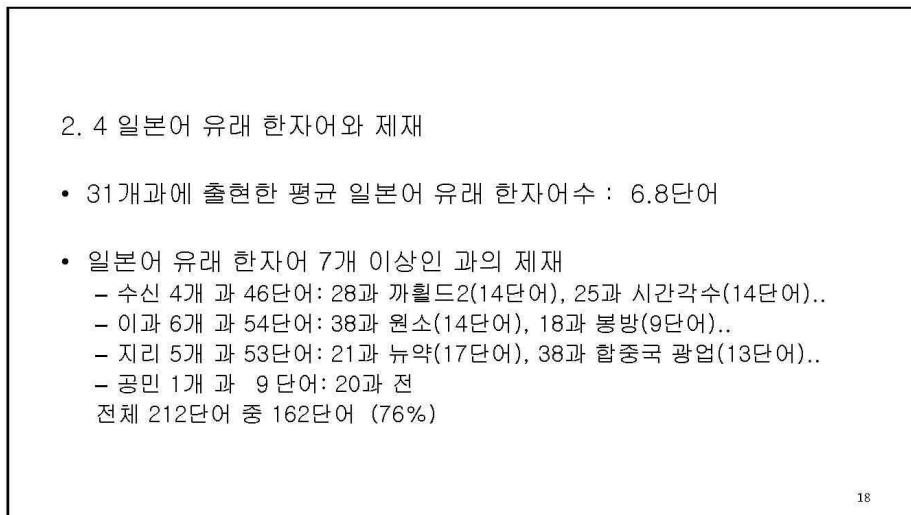 2. 4 일본어 유래 한자어와 제재
• 31개과에 출현한 평균 일본어 유래 한자어수 : 6.8단어
• 일본어 유래 한자어 7개 이상인 과의 제재
– 수신 4개 과 46단어: 28과 까휠드2(14단어), 25과 시간각수(14단어)..
– 이과 6개 과 54단어: 38과 원소(14단어), 18과 봉방(9단어)..
– 지리 5개 과 53단어: 21과 뉴약(17단어), 38과 합중국 광업(13단어)..
– 공민 1개 과 9 단어: 20과 전
전체 212단어 중 162단어 (76%)
18